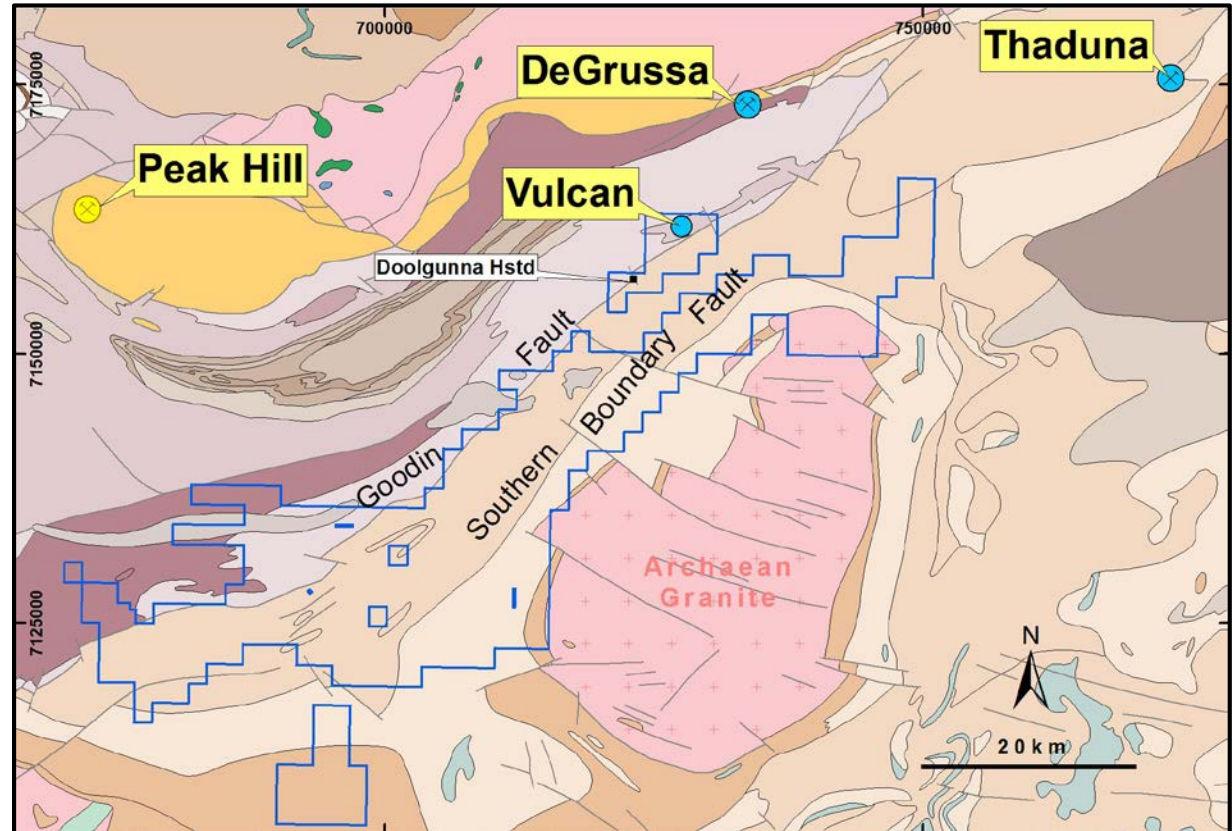 700000
750000
7175000
7150000
7125000
Thaduna
DeGrussa
Peak Hill
Vulcan
Doolgunna Hstd
Goodin Fault
Southern Boundary Fault
Archaean
Granite
N
20 km